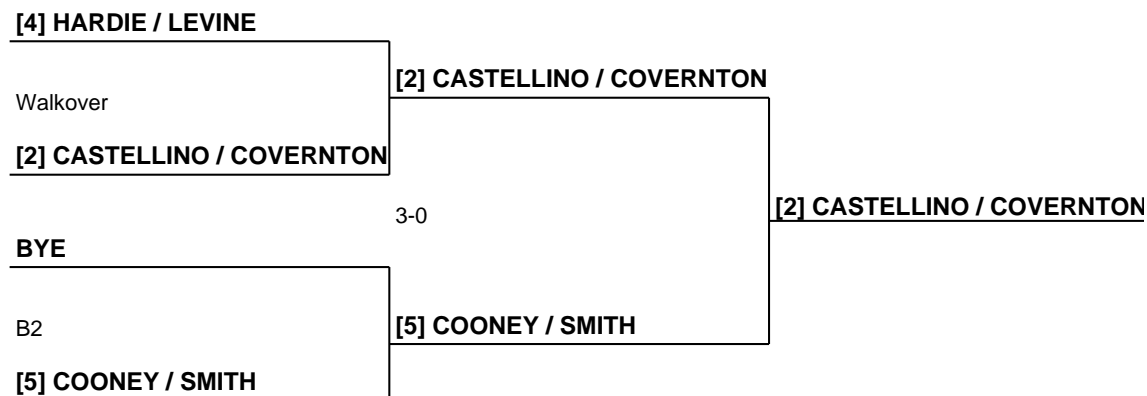 [4] HARDIE / LEVINE
[2] CASTELLINO / COVERNTON
Walkover
[2] CASTELLINO / COVERNTON
3-0
[2] CASTELLINO / COVERNTON
BYE
B2
[5] COONEY / SMITH
[5] COONEY / SMITH